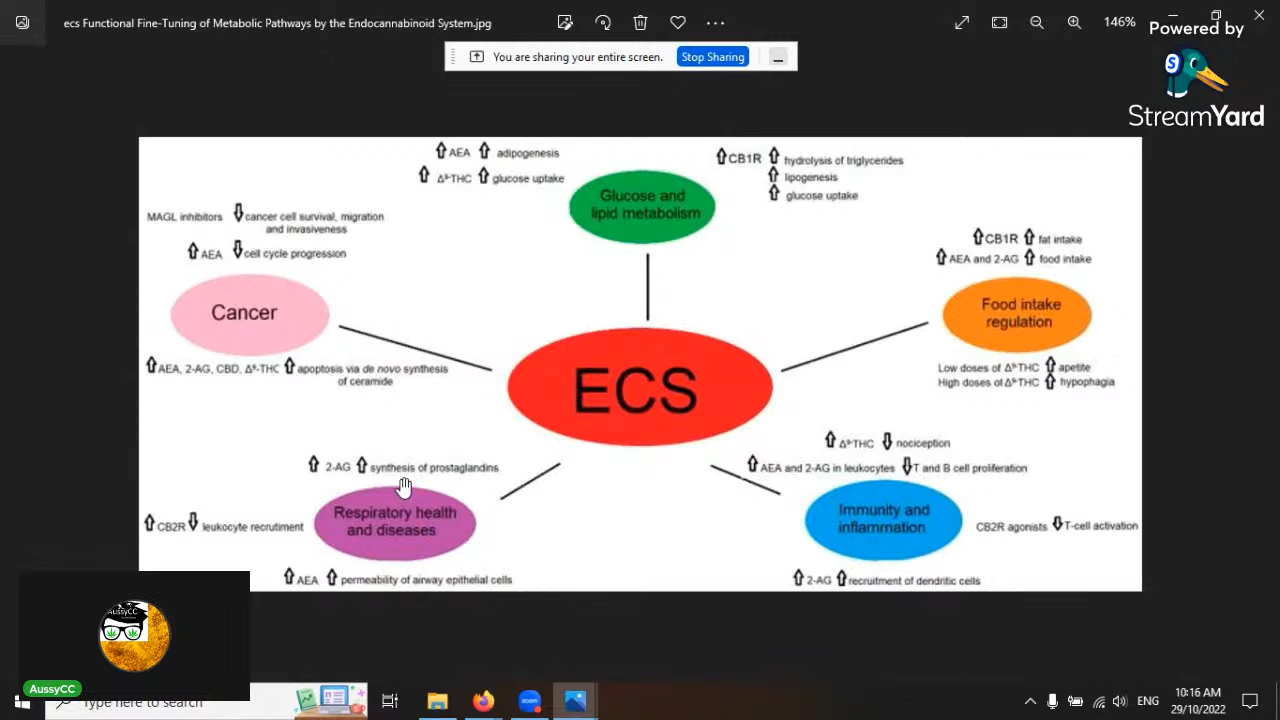 ecs Functional Fine-Tuning of Metabolic Pathways by the Endocannabinoid System.jpg
146%
Powered by
StreamYard
You are sharing your entire screen.
Stop Sharing
⇧AEA ⇧ adipogenesis
⇧ Δ⁹-THC ⇧ glucose uptake
Glucose and
lipid metabolism
⇧CB1R ⇧ hydrolysis of triglycerides
⇧ lipogenesis
⇧ glucose uptake
MAGL inhibitors ⇩ cancer cell survival, migration
and invasiveness
⇧AEA ⇩cell cycle progression
Cancer
⇧AEA, 2-AG, CBD, Δ⁹-THC ⇧apoptosis via de novo synthesis
of ceramide
⇧CB1R ⇧ fat intake
⇧AEA and 2-AG ⇧ food intake
Food intake
regulation
Low doses of Δ⁹-THC ⇧ apetite
High doses of Δ⁹-THC ⇧ hypophagia
ECS
⇧ 2-AG ⇧ synthesis of prostaglandins
Respiratory health
and diseases
⇧CB2R⇩ leukocyte recrutiment
⇧AEA ⇧ permeability of airway epithelial cells
⇧Δ⁹-THC ⇩ nociception
⇧AEA and 2-AG in leukocytes ⇩T and B cell proliferation
Immunity and
inflammation
CB2R agonists ⇩T-cell activation
⇧2-AG ⇧recruitment of dendritic cells
AussyCC
AussyCC
Type here to search
zoom
ENG
10:16 AM
29/10/2022